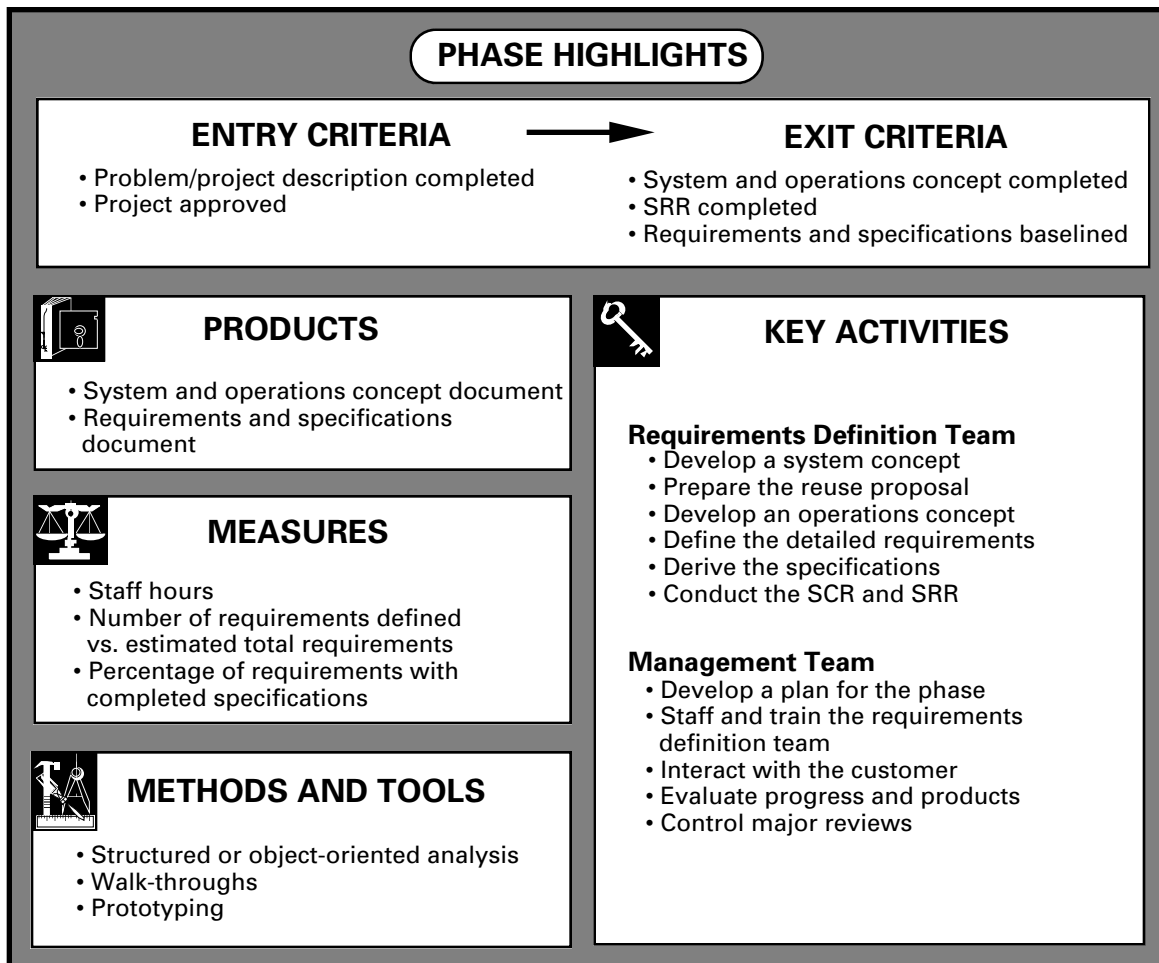 PHASE HIGHLIGHTS
ENTRY CRITERIA
• Problem/project description completed
• Project approved
EXIT CRITERIA
• System and operations concept completed
• SRR completed
• Requirements and specifications baselined
PRODUCTS
• System and operations concept document
• Requirements and specifications
document
MEASURES
• Staff hours
• Number of requirements defined
vs. estimated total requirements
• Percentage of requirements with
completed specifications
METHODS AND TOOLS
• Structured or object-oriented analysis
• Walk-throughs
• Prototyping
KEY ACTIVITIES
Requirements Definition Team
• Develop a system concept
• Prepare the reuse proposal
• Develop an operations concept
• Define the detailed requirements
• Derive the specifications
• Conduct the SCR and SRR
Management Team
• Develop a plan for the phase
• Staff and train the requirements
definition team
• Interact with the customer
• Evaluate progress and products
• Control major reviews